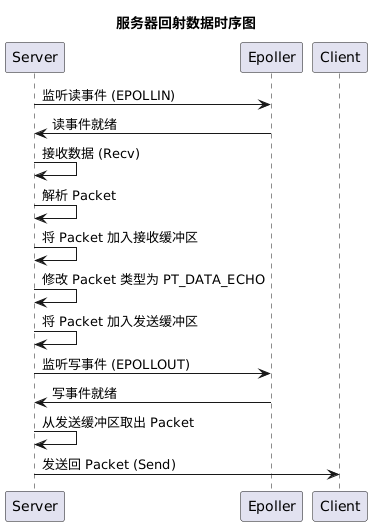 服务器回射数据时序图
Server Epoller Client
监听读事件 (EPOLLIN)
读事件就绪
接收数据 (Recv)
解析 Packet
将 Packet 加入接收缓冲区
修改 Packet 类型为 PT_DATA_ECHO
将 Packet 加入发送缓冲区
监听写事件 (EPOLLOUT)
写事件就绪
从发送缓冲区取出 Packet
发送回 Packet (Send)
Server Epoller Client